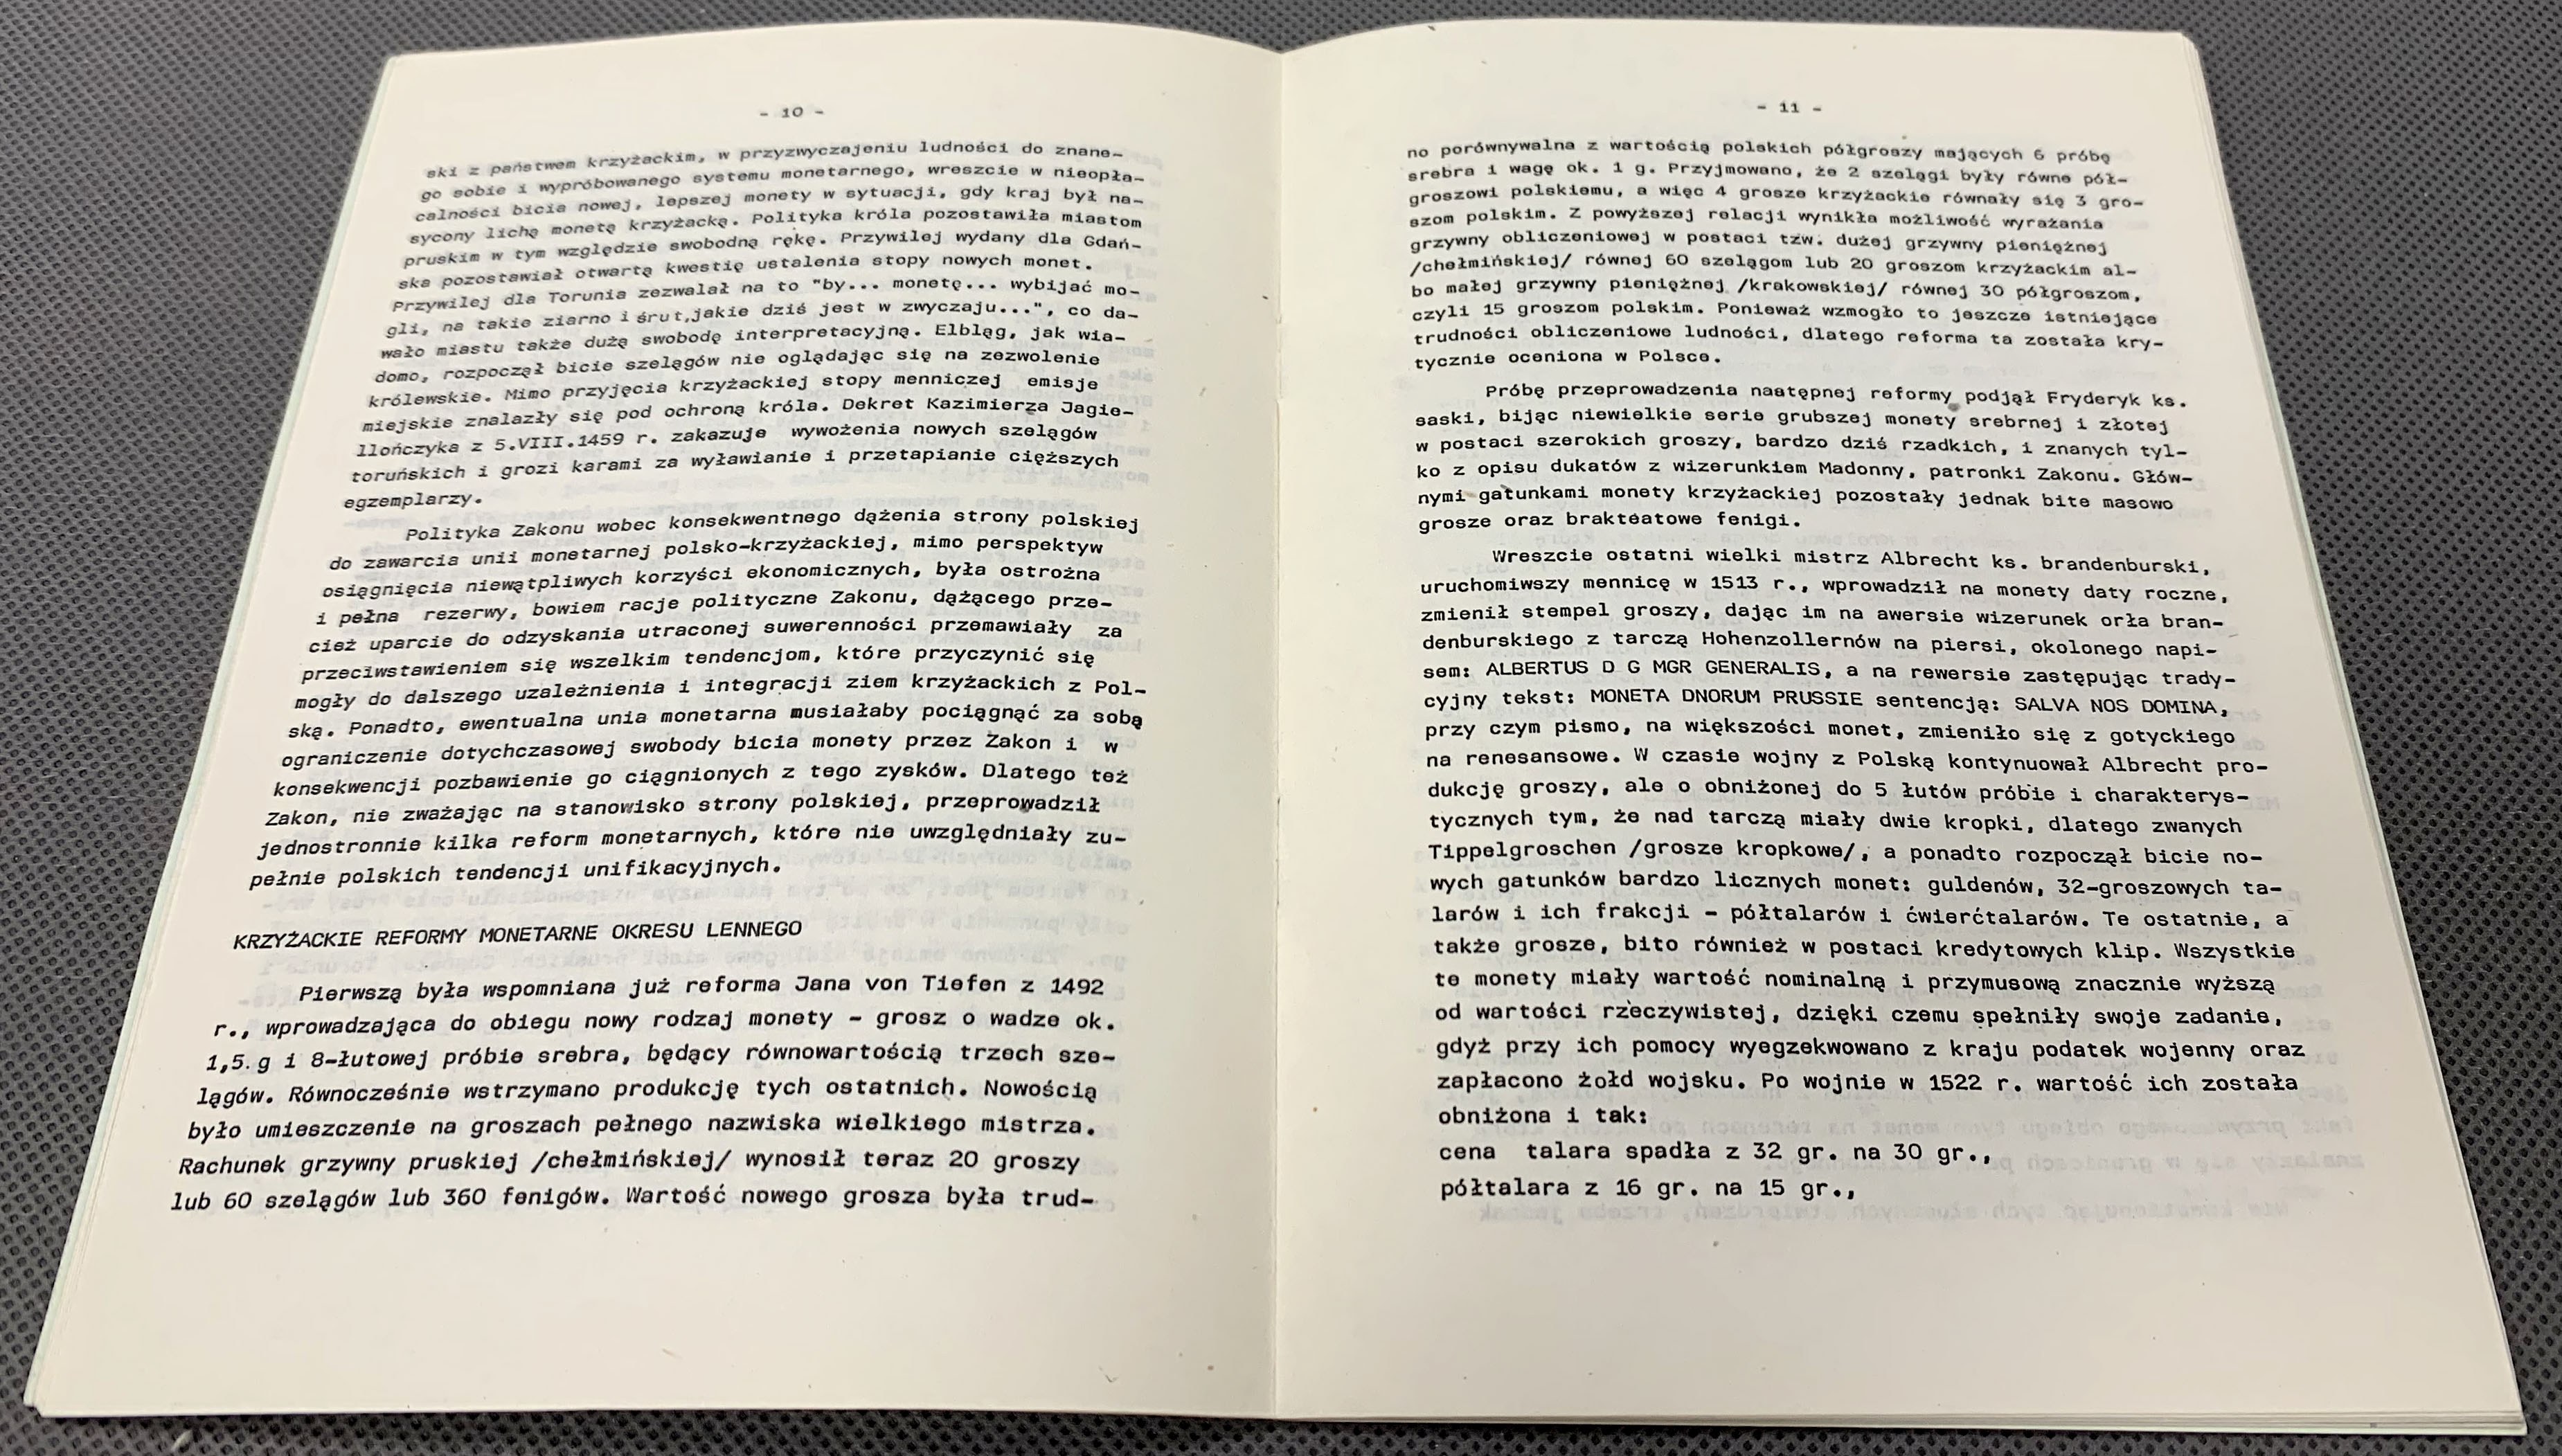 - 10 -
ski z państwem krzyżackim, w przyzwyczajeniu ludności do znane-
go sobie i wypróbowanego systemu monetarnego, wreszcie w nieopła-
calności bicia nowej, lepszej monety w sytuacji, gdy kraj był na-
sycony lichą monetą krzyżacką. Polityka króla pozostawiła miastom
pruskim w tym względzie swobodną rękę. Przywilej wydany dla Gdań-
ska pozostawiał otwartą kwestię ustalenia stopy nowych monet.
Przywilej dla Torunia zezwalał na to "by... monetę... wybijać mo-
gli, na takie ziarno i śrut,jakie dziś jest w zwyczaju...", co da-
wało miastu także dużą swobodę interpretacyjną. Elbląg, jak wia-
domo, rozpoczął bicie szelągów nie oglądając się na zezwolenie
królewskie. Mimo przyjęcia krzyżackiej stopy menniczej emisje
miejskie znalazły się pod ochroną króla. Dekret Kazimierza Jagie-
llończyka z 5.VIII.1459 r. zakazuje wywożenia nowych szelągów
toruńskich i grozi karami za wyławianie i przetapianie cięższych
egzemplarzy.
Polityka Zakonu wobec konsekwentnego dążenia strony polskiej
do zawarcia unii monetarnej polsko-krzyżackiej, mimo perspektyw
osiągnięcia niewątpliwych korzyści ekonomicznych, była ostrożna
i pełna rezerwy, bowiem racje polityczne Zakonu, dążącego prze-
cież uparcie do odzyskania utraconej suwerenności przemawiały za
przeciwstawieniem się wszelkim tendencjom, które przyczynić się
mogły do dalszego uzależnienia i integracji ziem krzyżackich z Pol-
ską. Ponadto, ewentualna unia monetarna musiałaby pociągnąć za sobą
ograniczenie dotychczasowej swobody bicia monety przez Zakon i w
konsekwencji pozbawienie go ciągnionych z tego zysków. Dlatego też
Zakon, nie zważając na stanowisko strony polskiej, przeprowadził
jednostronnie kilka reform monetarnych, które nie uwzględniały zu-
pełnie polskich tendencji unifikacyjnych.
KRZYŻACKIE REFORMY MONETARNE OKRESU LENNEGO
Pierwszą była wspomniana już reforma Jana von Tiefen z 1492
r., wprowadzająca do obiegu nowy rodzaj monety - grosz o wadze ok.
1,5 g i 8-łutowej próbie srebra, będący równowartością trzech sze-
lągów. Równocześnie wstrzymano produkcję tych ostatnich. Nowością
było umieszczenie na groszach pełnego nazwiska wielkiego mistrza.
Rachunek grzywny pruskiej /chełmińskiej/ wynosił teraz 20 groszy
lub 60 szelągów lub 360 fenigów. Wartość nowego grosza była trud-
- 11 -
no porównywalna z wartością polskich półgroszy mających 6 próbę
srebra i wagę ok. 1 g. Przyjmowano, że 2 szelągi były równe pół-
groszowi polskiemu, a więc 4 grosze krzyżackie równały się 3 gro-
szom polskim. Z powyższej relacji wynikła możliwość wyrażania
grzywny obliczeniowej w postaci tzw. dużej grzywny pieniężnej
/chełmińskiej/ równej 60 szelągom lub 20 groszom krzyżackim al-
bo małej grzywny pieniężnej /krakowskiej/ równej 30 półgroszom,
czyli 15 groszom polskim. Ponieważ wzmogło to jeszcze istniejące
trudności obliczeniowe ludności, dlatego reforma ta została kry-
tycznie oceniona w Polsce.
Próbę przeprowadzenia następnej reformy podjął Fryderyk ks.
saski, bijąc niewielkie serie grubszej monety srebrnej i złotej
w postaci szerokich groszy, bardzo dziś rzadkich, i znanych tyl-
ko z opisu dukatów z wizerunkiem Madonny, patronki Zakonu. Głów-
nymi gatunkami monety krzyżackiej pozostały jednak bite masowo
grosze oraz brakteatowe fenigi.
Wreszcie ostatni wielki mistrz Albrecht ks. brandenburski,
uruchomiwszy mennicę w 1513 r., wprowadził na monety daty roczne,
zmienił stempel groszy, dając im na awersie wizerunek orła bran-
denburskiego z tarczą Hohenzollernów na piersi, okolonego napi-
sem: ALBERTUS D G MGR GENERALIS, a na rewersie zastępując trady-
cyjny tekst: MONETA DNORUM PRUSSIE sentencją: SALVA NOS DOMINA,
przy czym pismo, na większości monet, zmieniło się z gotyckiego
na renesansowe. W czasie wojny z Polską kontynuował Albrecht pro-
dukcję groszy, ale o obniżonej do 5 łutów próbie i charakterys-
tycznych tym, że nad tarczą miały dwie kropki, dlatego zwanych
Tippelgroschen /grosze kropkowe/, a ponadto rozpoczął bicie no-
wych gatunków bardzo licznych monet: guldenów, 32-groszowych ta-
larów i ich frakcji - półtalarów i ćwierćtalarów. Te ostatnie, a
także grosze, bito również w postaci kredytowych klip. Wszystkie
te monety miały wartość nominalną i przymusową znacznie wyższą
od wartości rzeczywistej, dzięki czemu spełniły swoje zadanie,
gdyż przy ich pomocy wyegzekwowano z kraju podatek wojenny oraz
zapłacono żołd wojsku. Po wojnie w 1522 r. wartość ich została
obniżona i tak:
cena talara spadła z 32 gr. na 30 gr.,
półtalara z 16 gr. na 15 gr.,